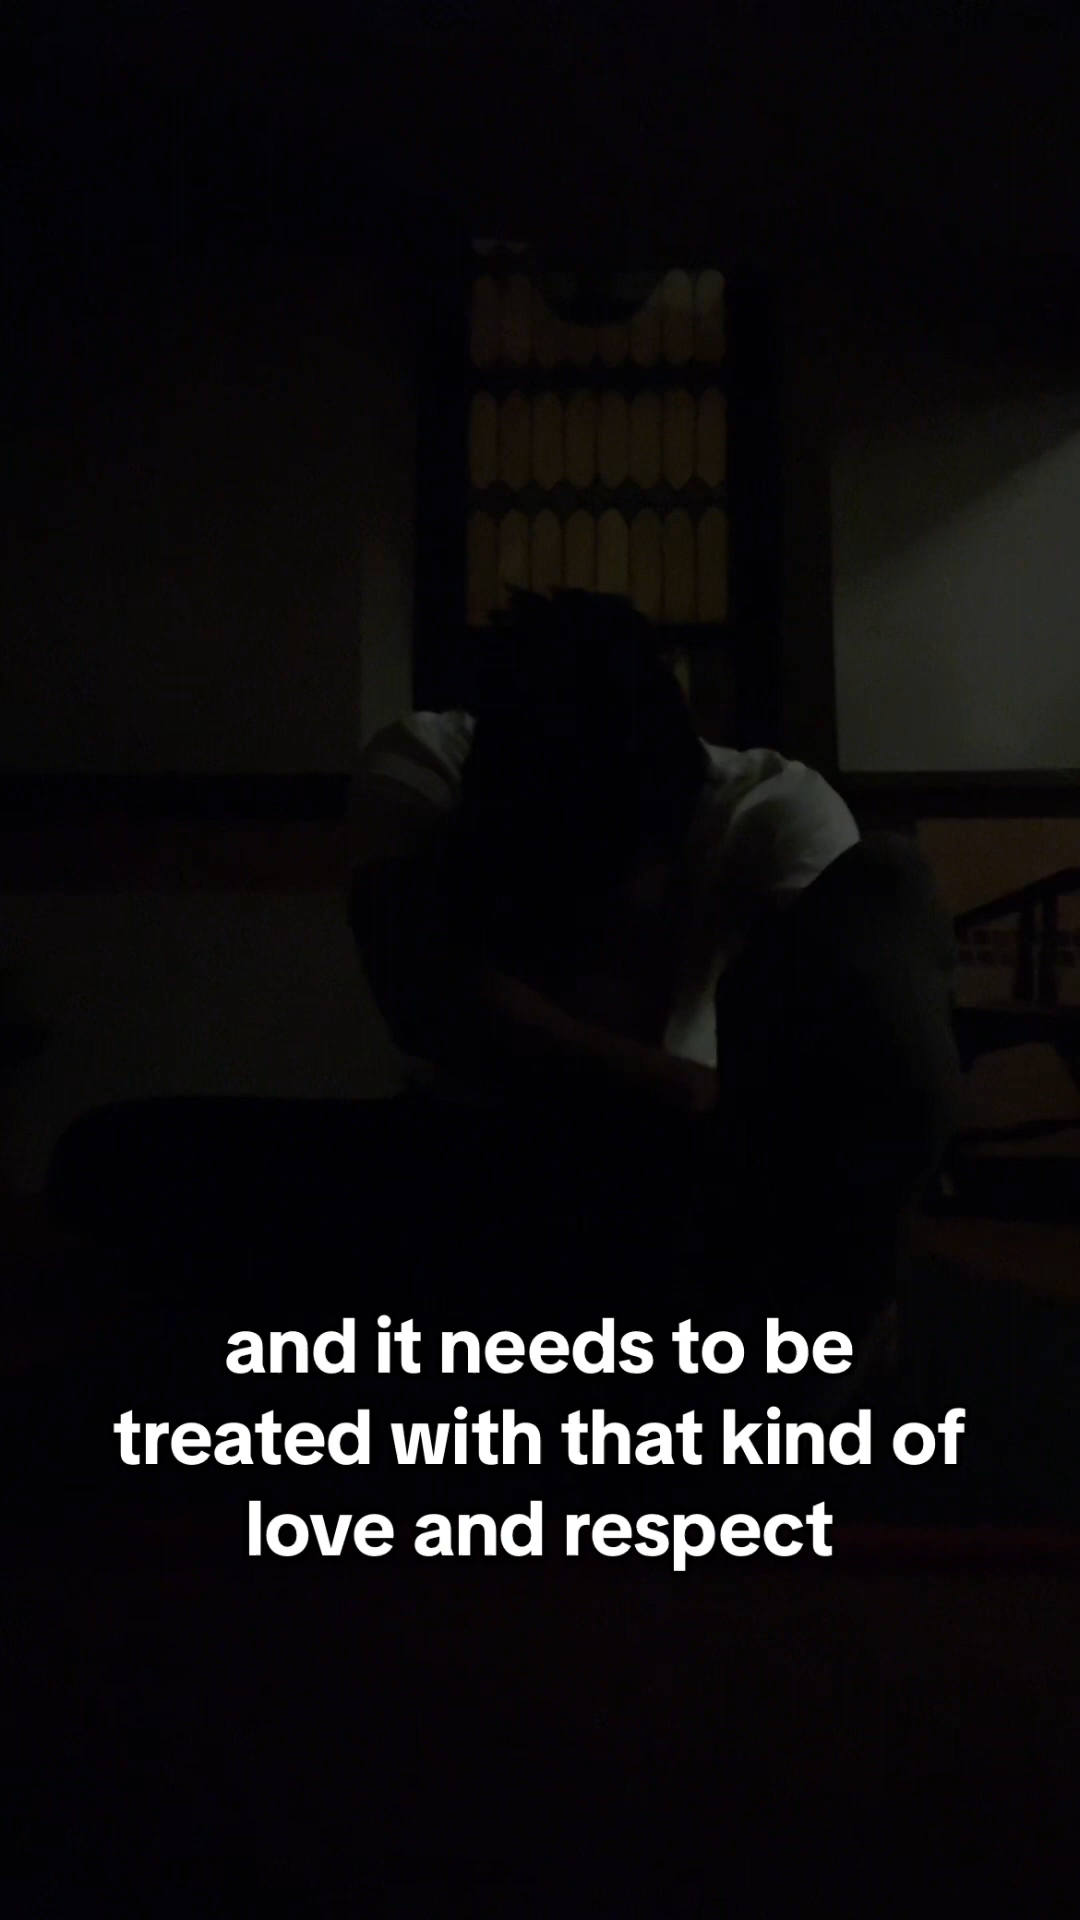 and it needs to be
treated with that kind of
love and respect